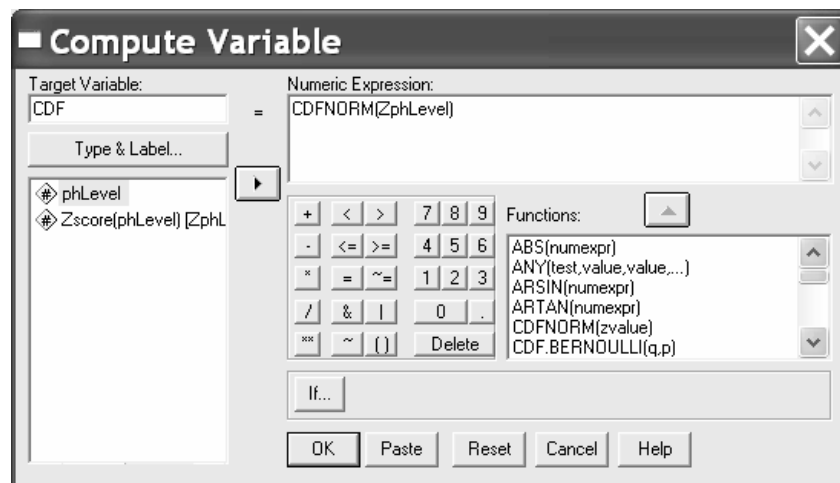 Compute Variable
Target Variable:
CDF
=
Numeric Expression:
CDFNORM(ZphLevel)
Type & Label...
phLevel
Zscore(phLevel) [ZphL
+ < > 7 8 9
- <= >= 4 5 6
* = ~= 1 2 3
/ & | 0 .
** ~ ( ) Delete
Functions:
ABS(numexpr)
ANY(test,value,value,...)
ARSIN(numexpr)
ARTAN(numexpr)
CDFNORM(zvalue)
CDF.BERNOULLI(q,p)
If...
OK Paste Reset Cancel Help